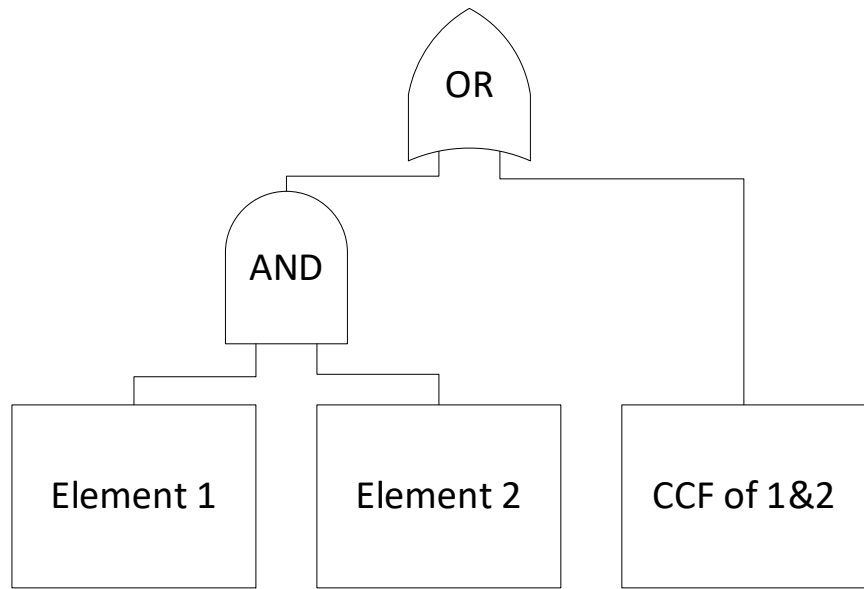 OR
AND
Element 1
Element 2
CCF of 1&2